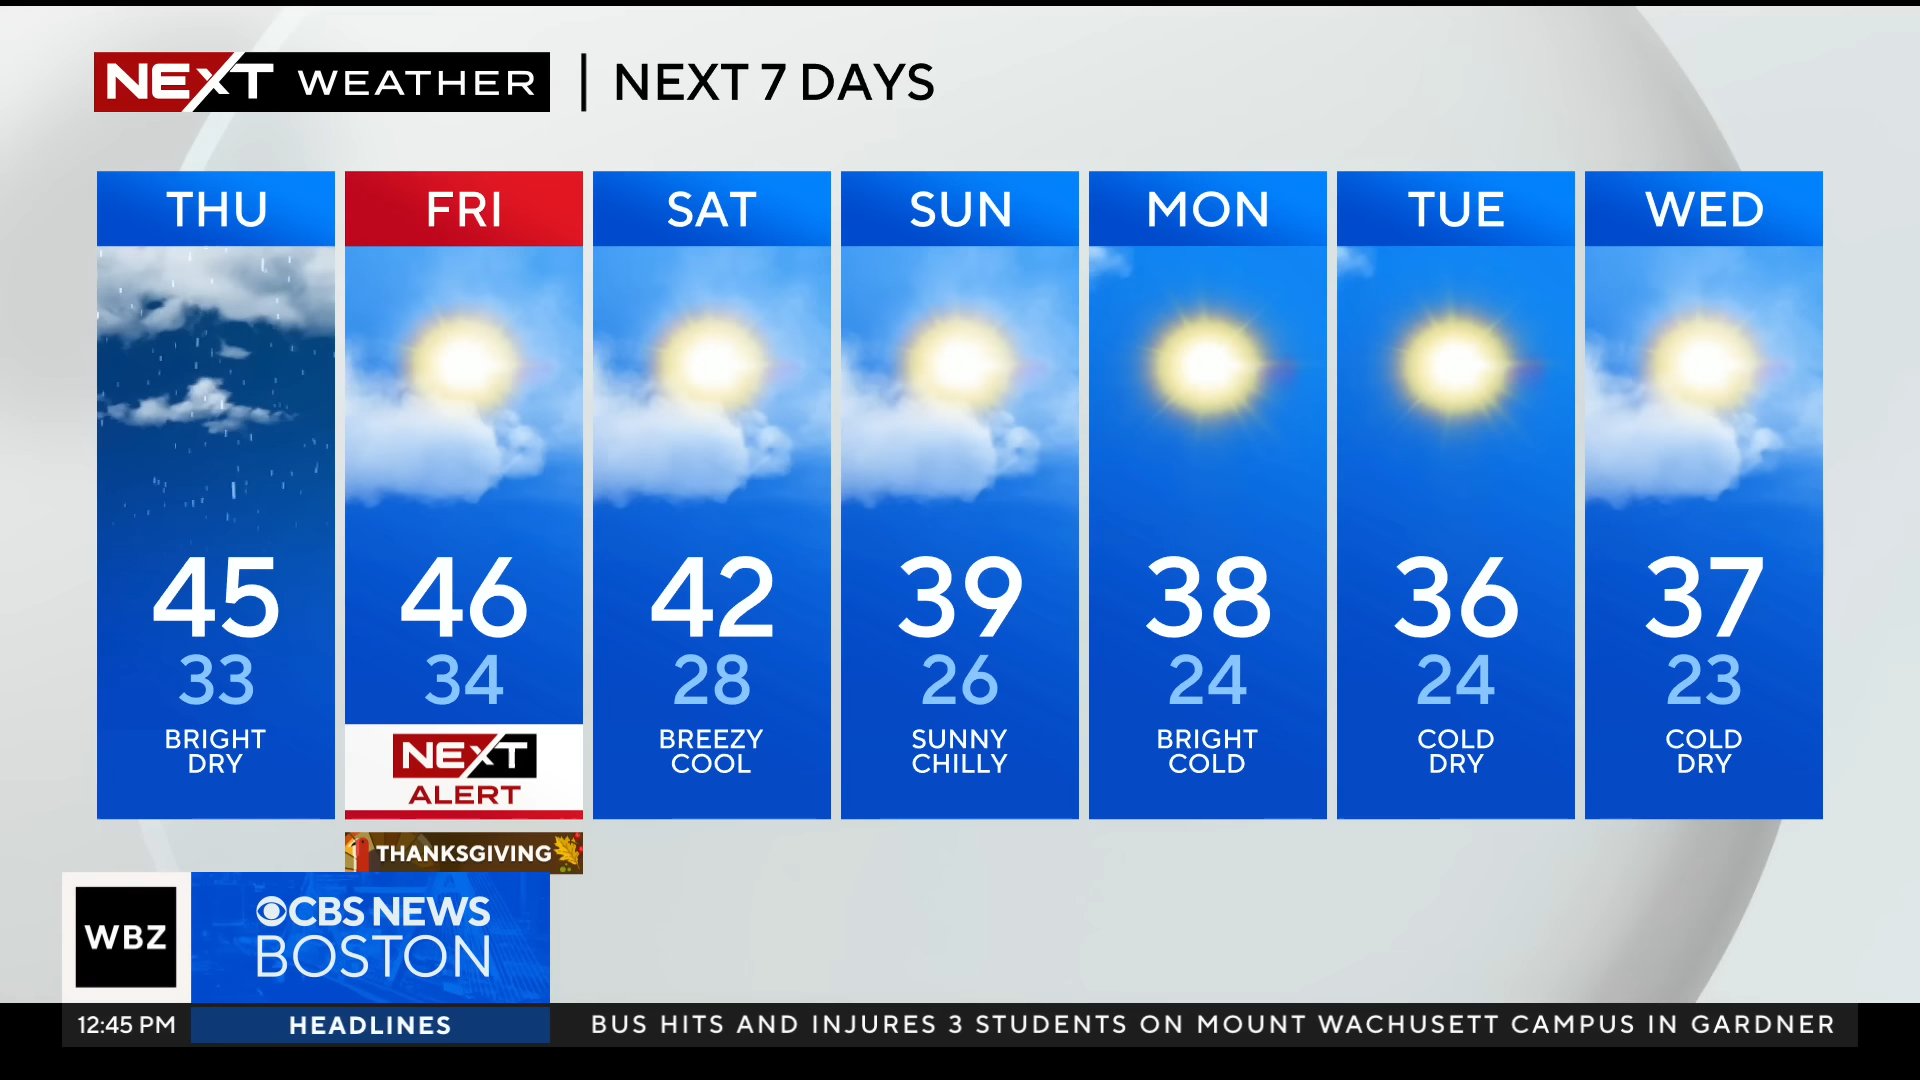 NEXT WEATHER | NEXT 7 DAYS
THU FRI SAT SUN MON TUE WED
45 46 42 39 38 36 37
33 34 28 26 24 24 23
BRIGHT BREEZY SUNNY BRIGHT COLD COLD
DRY COOL CHILLY COLD DRY DRY
NEXT
ALERT
THANKSGIVING
WBZ
CBS NEWS
BOSTON
12:45 PM HEADLINES BUS HITS AND INJURES 3 STUDENTS ON MOUNT WACHUSETT CAMPUS IN GARDNER